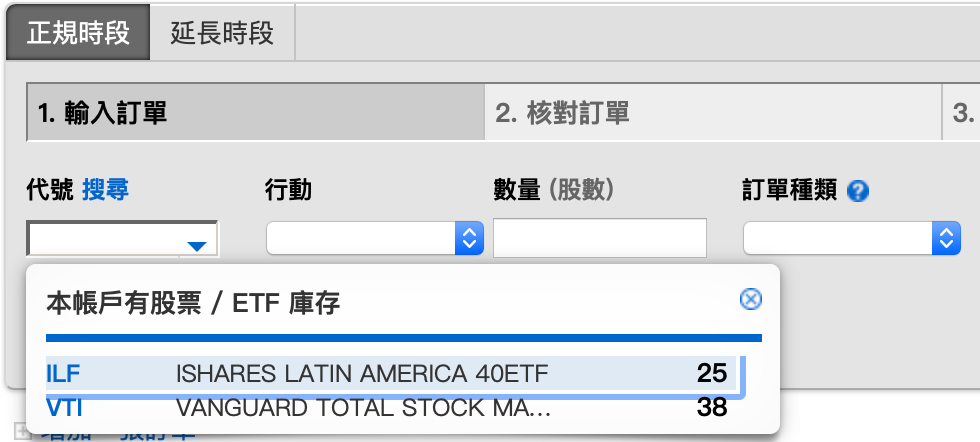 正規時段 延長時段
1. 輸入訂單 2. 核對訂單 3.
代號 搜尋 行動 數量 (股數) 訂單種類 ?
本帳戶有股票 / ETF 庫存
ILF ISHARES LATIN AMERICA 40ETF 25
VTI VANGUARD TOTAL STOCK MA... 38